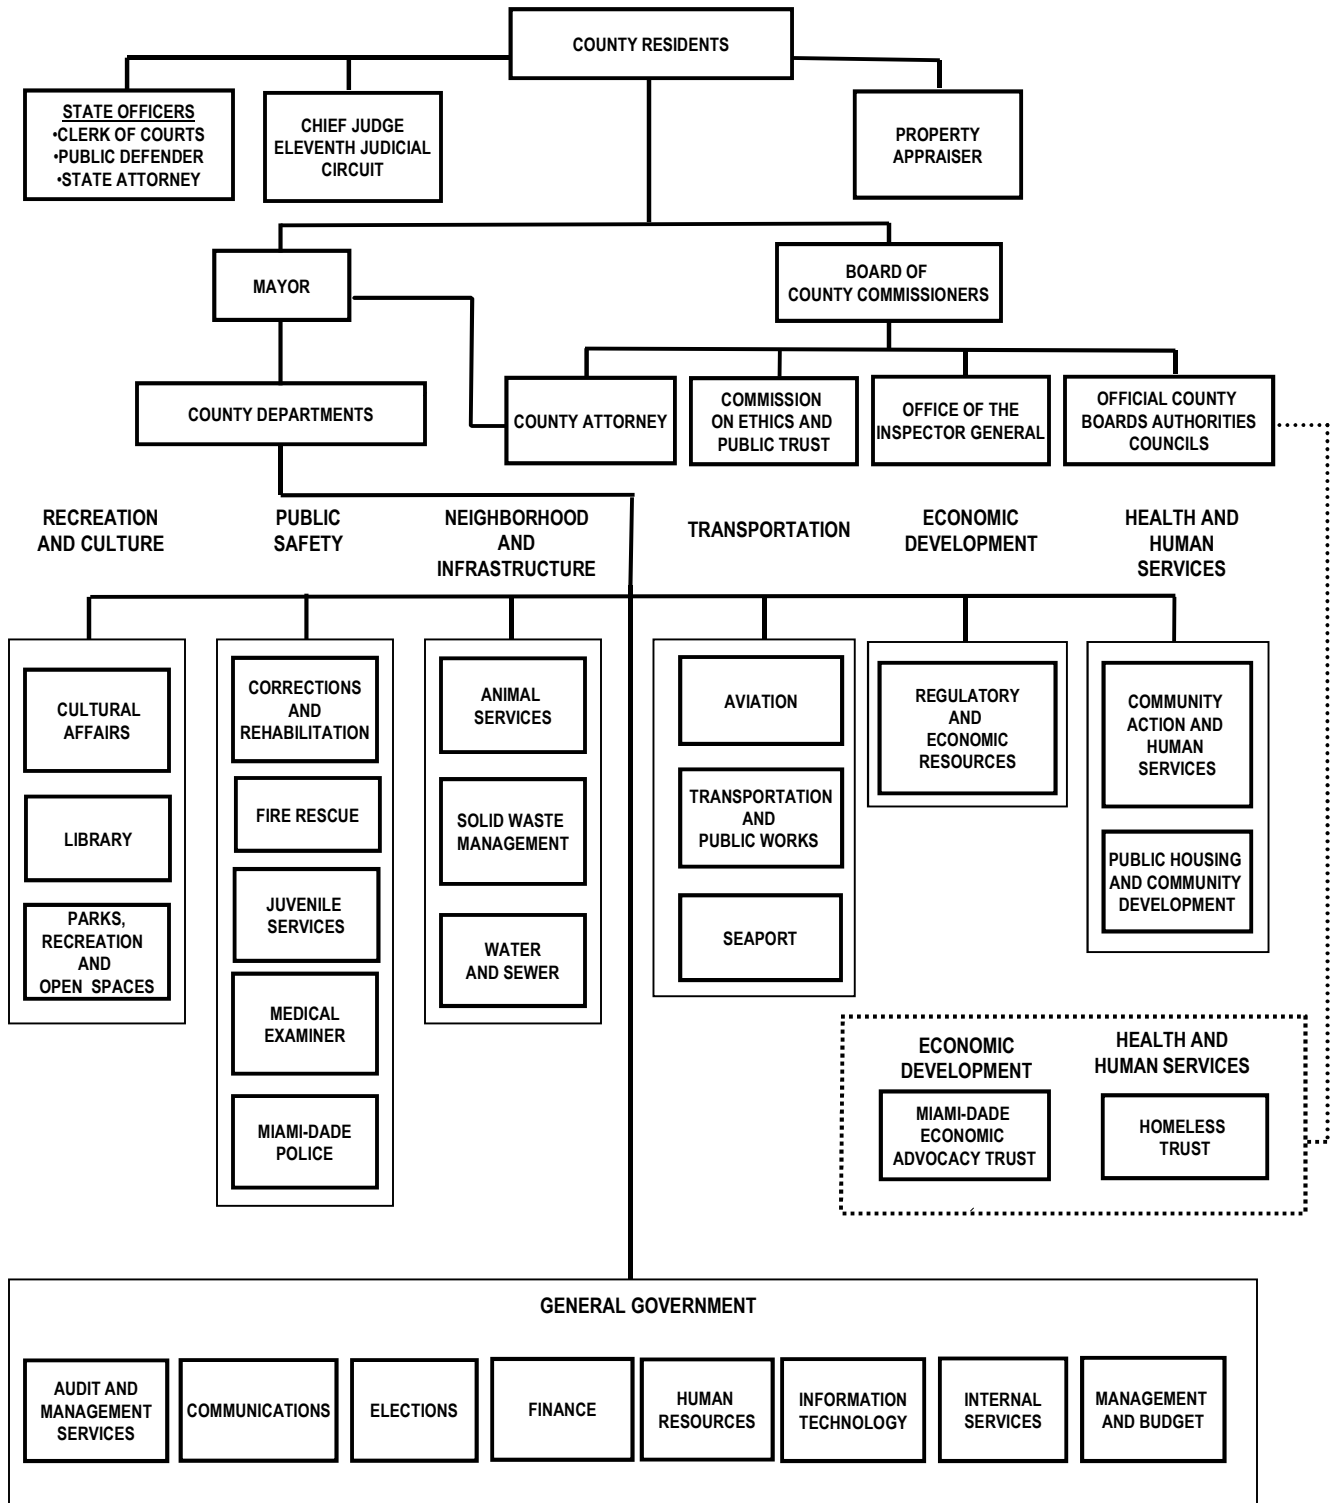 COUNTY RESIDENTS
STATE OFFICERS
•CLERK OF COURTS
•PUBLIC DEFENDER
•STATE ATTORNEY
CHIEF JUDGE
ELEVENTH JUDICIAL
CIRCUIT
PROPERTY
APPRAISER
MAYOR
BOARD OF
COUNTY COMMISSIONERS
COUNTY DEPARTMENTS
COUNTY ATTORNEY
COMMISSION
ON ETHICS AND
PUBLIC TRUST
OFFICE OF THE
INSPECTOR GENERAL
OFFICIAL COUNTY
BOARDS AUTHORITIES
COUNCILS
RECREATION
AND CULTURE
PUBLIC
SAFETY
NEIGHBORHOOD
AND
INFRASTRUCTURE
TRANSPORTATION
ECONOMIC
DEVELOPMENT
HEALTH AND
HUMAN
SERVICES
CULTURAL
AFFAIRS
LIBRARY
PARKS,
RECREATION
AND
OPEN SPACES
CORRECTIONS
AND
REHABILITATION
FIRE RESCUE
JUVENILE
SERVICES
MEDICAL
EXAMINER
MIAMI-DADE
POLICE
ANIMAL
SERVICES
SOLID WASTE
MANAGEMENT
WATER
AND SEWER
AVIATION
TRANSPORTATION
AND
PUBLIC WORKS
SEAPORT
REGULATORY
AND
ECONOMIC
RESOURCES
COMMUNITY
ACTION AND
HUMAN
SERVICES
PUBLIC HOUSING
AND COMMUNITY
DEVELOPMENT
ECONOMIC
DEVELOPMENT
MIAMI-DADE
ECONOMIC
ADVOCACY TRUST
HEALTH AND
HUMAN SERVICES
HOMELESS
TRUST
GENERAL GOVERNMENT
AUDIT AND
MANAGEMENT
SERVICES
COMMUNICATIONS
ELECTIONS
FINANCE
HUMAN
RESOURCES
INFORMATION
TECHNOLOGY
INTERNAL
SERVICES
MANAGEMENT
AND BUDGET